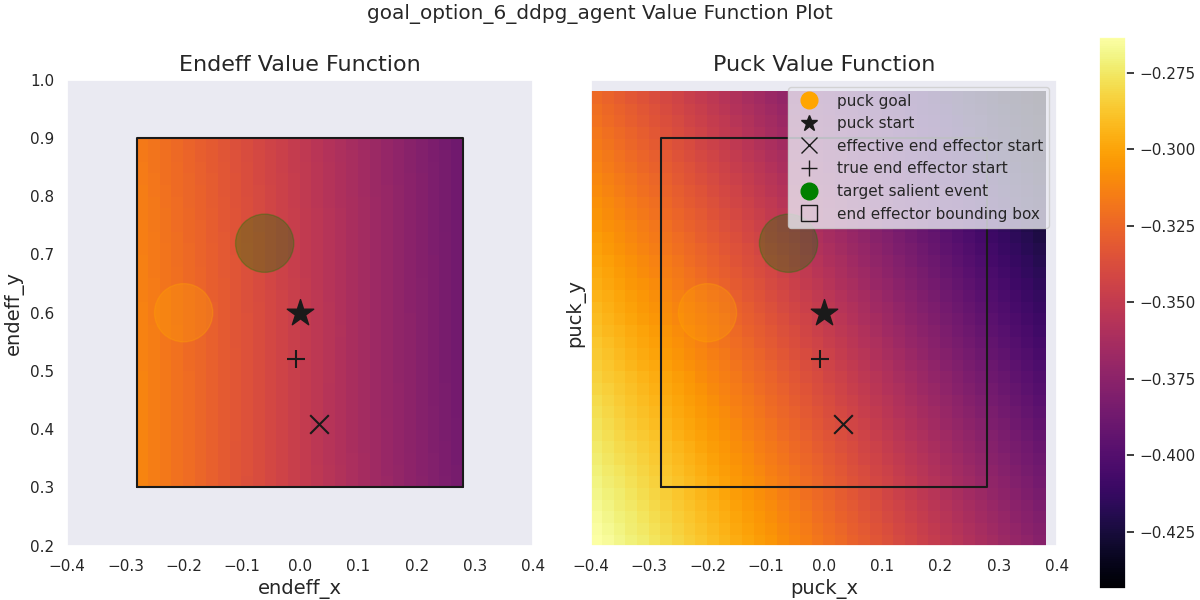 goal_option_6_ddpg_agent Value Function Plot
Endeff Value Function
endeff_y
1.0
0.9
0.8
0.7
0.6
0.5
0.4
0.3
0.2
−0.4
−0.3
−0.2
−0.1
0.0
0.1
0.2
0.3
0.4
endeff_x
Puck Value Function
puck_y
puck goal
puck start
effective end effector start
true end effector start
target salient event
end effector bounding box
−0.4
−0.3
−0.2
−0.1
0.0
0.1
0.2
0.3
0.4
puck_x
−0.275
−0.300
−0.325
−0.350
−0.375
−0.400
−0.425